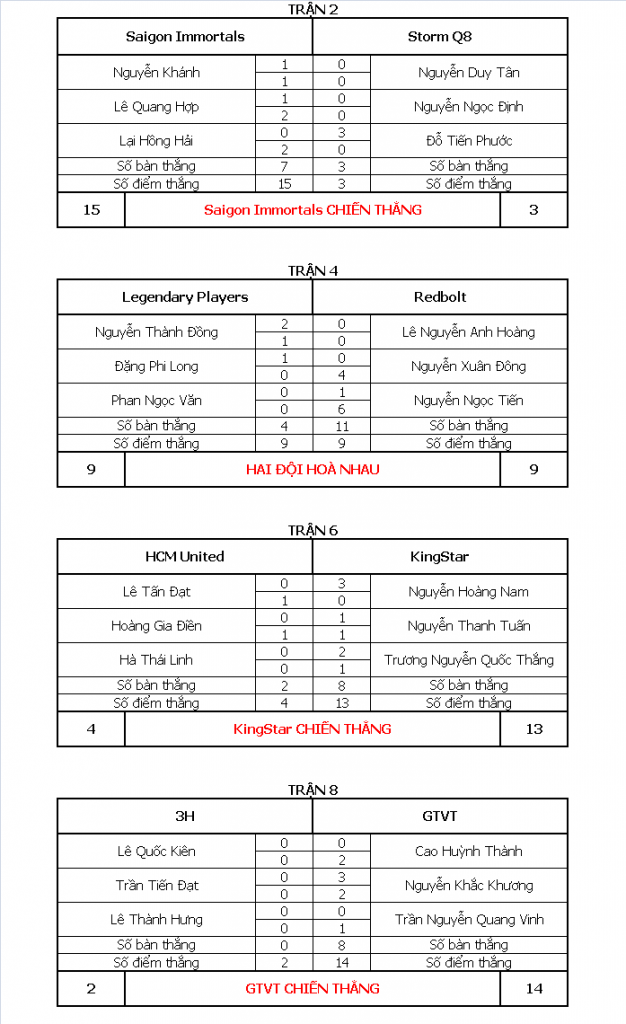 TRẬN 2
Saigon Immortals Storm Q8
Nguyễn Khánh 1 0 Nguyễn Duy Tân
1 0
Lê Quang Hợp 1 0 Nguyễn Ngọc Định
2 0
Lại Hồng Hải 0 3 Đỗ Tiến Phước
2 0
Số bàn thắng 7 3 Số bàn thắng
Số điểm thắng 15 3 Số điểm thắng
15 Saigon Immortals CHIẾN THẮNG 3
TRẬN 4
Legendary Players Redbolt
Nguyễn Thành Đồng 2 0 Lê Nguyễn Anh Hoàng
1 0
Đặng Phi Long 1 0 Nguyễn Xuân Đông
0 4
Phan Ngọc Văn 0 1 Nguyễn Ngọc Tiến
0 6
Số bàn thắng 4 11 Số bàn thắng
Số điểm thắng 9 9 Số điểm thắng
9 HAI ĐỘI HOÀ NHAU 9
TRẬN 6
HCM United KingStar
Lê Tấn Đạt 0 3 Nguyễn Hoàng Nam
1 0
Hoàng Gia Điền 0 1 Nguyễn Thanh Tuấn
1 1
Hà Thái Linh 0 2 Trương Nguyễn Quốc Thắng
0 1
Số bàn thắng 2 8 Số bàn thắng
Số điểm thắng 4 13 Số điểm thắng
4 KingStar CHIẾN THẮNG 13
TRẬN 8
3H GTVT
Lê Quốc Kiên 0 0 Cao Huỳnh Thành
0 2
Trần Tiến Đạt 0 3 Nguyễn Khắc Khương
0 2
Lê Thành Hưng 0 0 Trần Nguyễn Quang Vinh
0 1
Số bàn thắng 0 8 Số bàn thắng
Số điểm thắng 2 14 Số điểm thắng
2 GTVT CHIẾN THẮNG 14